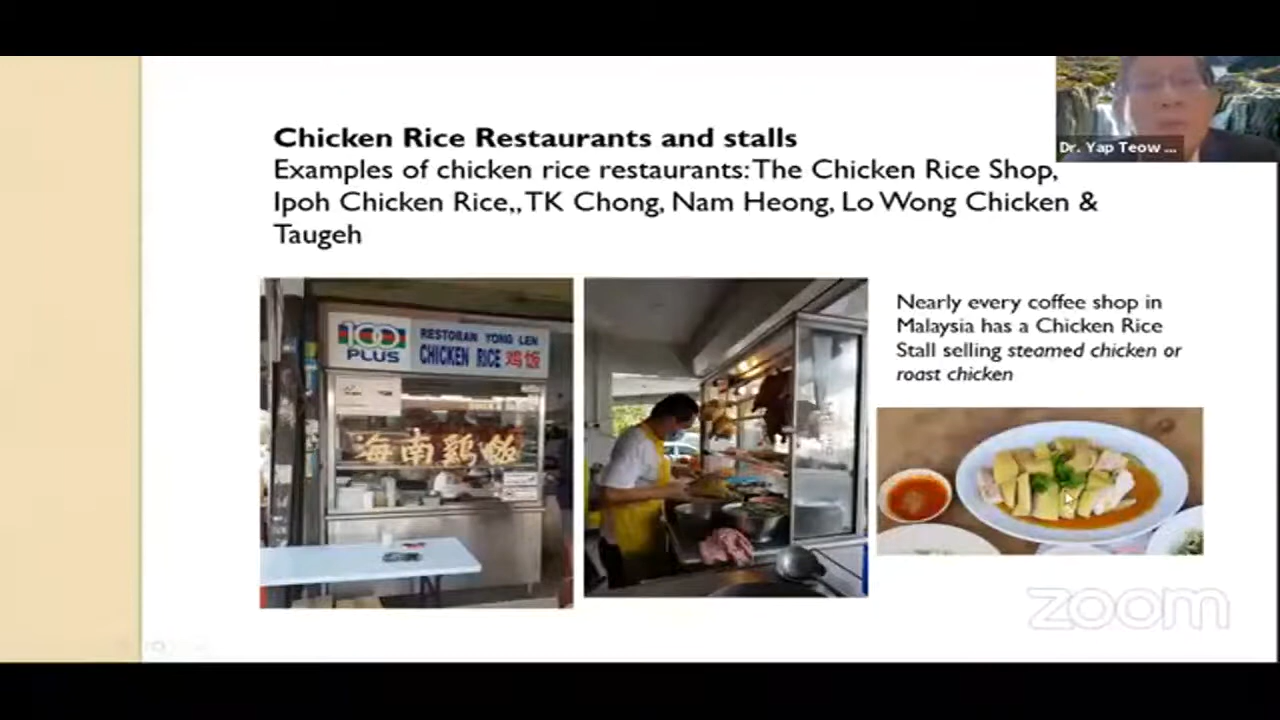 Chicken Rice Restaurants and stalls
Examples of chicken rice restaurants: The Chicken Rice Shop,
Ipoh Chicken Rice,, TK Chong, Nam Heong, Lo Wong Chicken &
Taugeh
Dr. Yap Teow ...
100
PLUS
RESTORAN YONG LEN
CHICKEN RICE 鸡饭
海南鷄飯
Nearly every coffee shop in
Malaysia has a Chicken Rice
Stall selling steamed chicken or
roast chicken
zoom